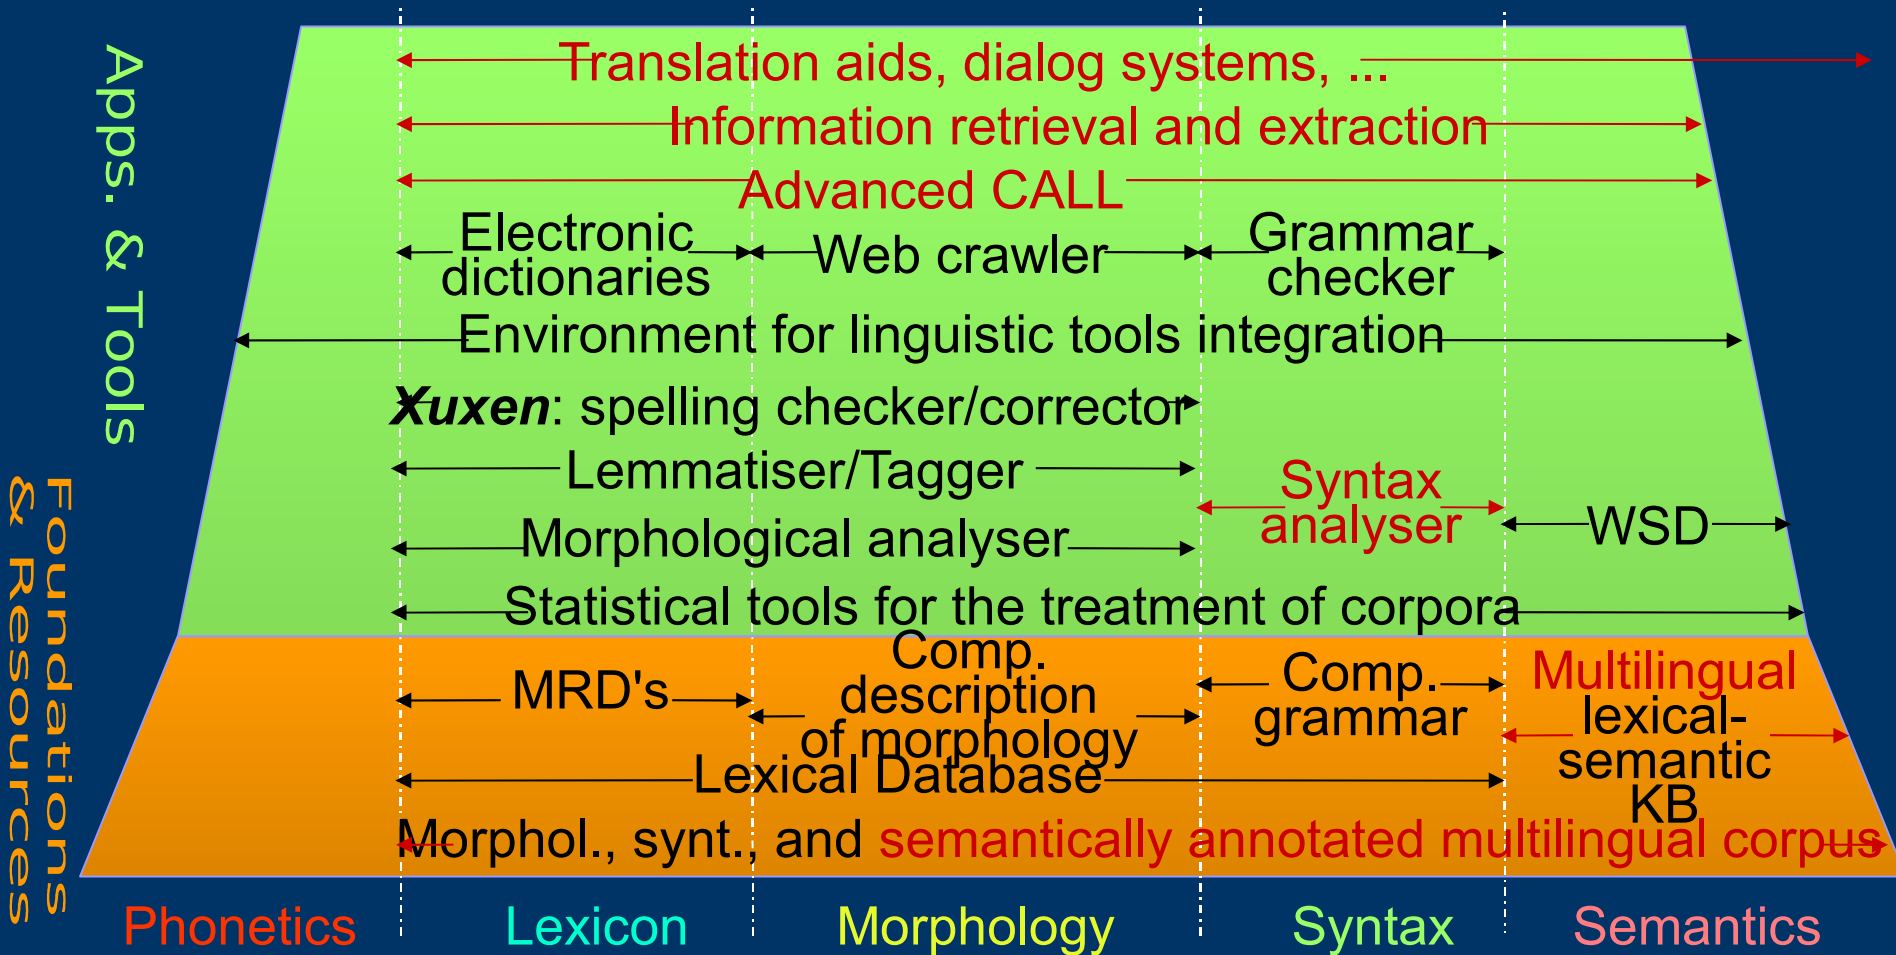 Apps. & Tools
Translation aids, dialog systems, ...
Information retrieval and extraction
Advanced CALL
Electronic
dictionaries
Web crawler
Grammar
checker
Environment for linguistic tools integration
Xuxen: spelling checker/corrector
Lemmatiser/Tagger
Syntax
analyser
Morphological analyser
WSD
Statistical tools for the treatment of corpora
Foundations
& Resources
MRD's
Comp.
description
of morphology
Comp.
grammar
Multilingual
lexical-
semantic
KB
Lexical Database
Morphol., synt., and semantically annotated multilingual corpus
Phonetics
Lexicon
Morphology
Syntax
Semantics